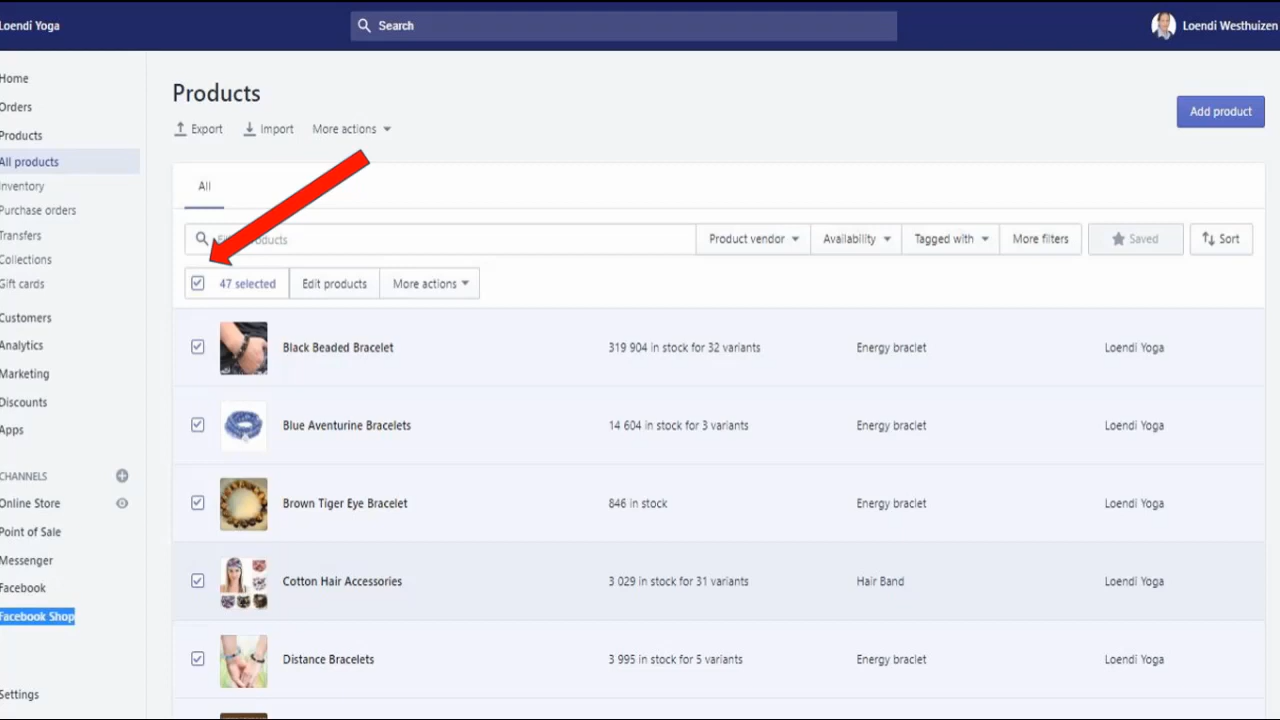 Loendi Yoga
Search
Loendi Westhuizen
Home
Orders
Products
All products
Inventory
Purchase orders
Transfers
Collections
Gift cards
Customers
Analytics
Marketing
Discounts
Apps
CHANNELS
Online Store
Point of Sale
Messenger
Facebook
Facebook Shop
Settings
Products
Export Import More actions
Add product
All
products Product vendor Availability Tagged with More filters Saved Sort
47 selected Edit products More actions
Black Beaded Bracelet 319 904 in stock for 32 variants Energy braclet Loendi Yoga
Blue Aventurine Bracelets 14 604 in stock for 3 variants Energy braclet Loendi Yoga
Brown Tiger Eye Bracelet 846 in stock Energy braclet Loendi Yoga
Cotton Hair Accessories 3 029 in stock for 31 variants Hair Band Loendi Yoga
Distance Bracelets 3 995 in stock for 5 variants Energy braclet Loendi Yoga